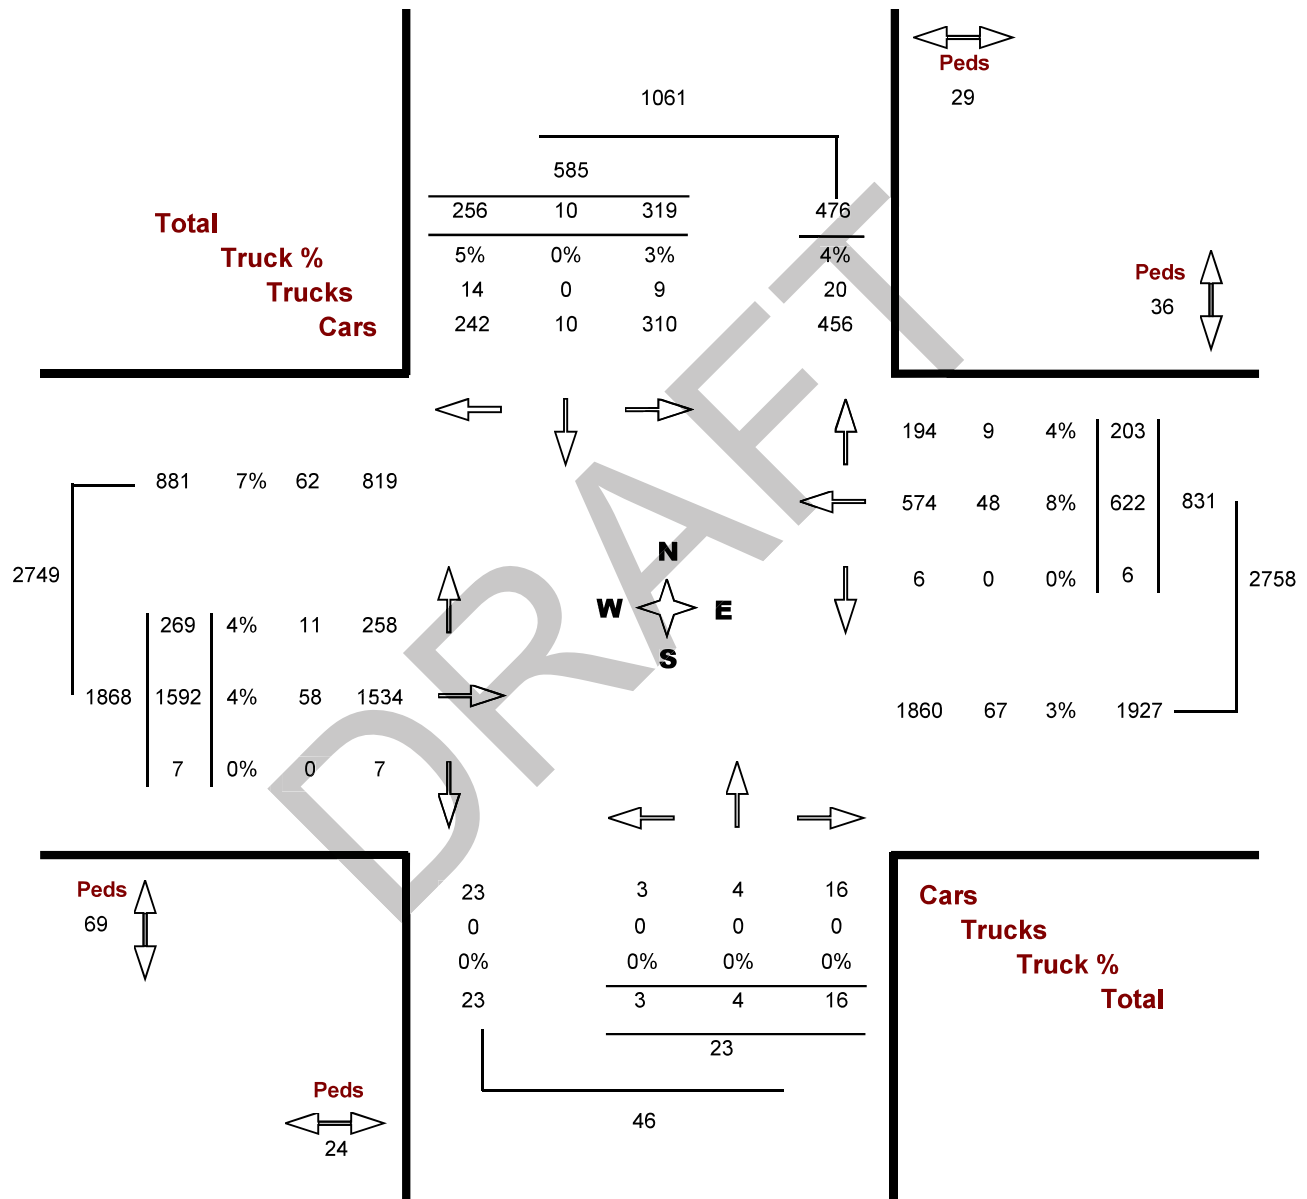 Peds
29
1061
585
256 10 319 476
Total
Truck % 5% 0% 3% 4%
Trucks 14 0 9 20
Cars 242 10 310 456
Peds
36
194 9 4% 203
881 7% 62 819
574 48 8% 622 831
2749
N
6 0 0% 6 2758
W E
269 4% 11 258
S
1868 1592 4% 58 1534
1860 67 3% 1927
7 0% 0 7
DRAFT
Peds
69
23 3 4 16
0 0 0 0
0% 0% 0% 0%
23 3 4 16
23
Cars
Trucks
Truck %
Total
Peds
24
46